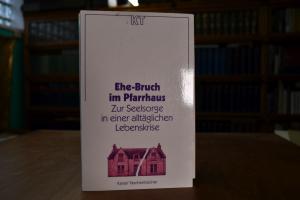 KT
Ehe-Bruch
im Pfarrhaus
Zur Seelsorge
in einer alltäglichen
Lebenskrise
Kaiser Taschenbücher